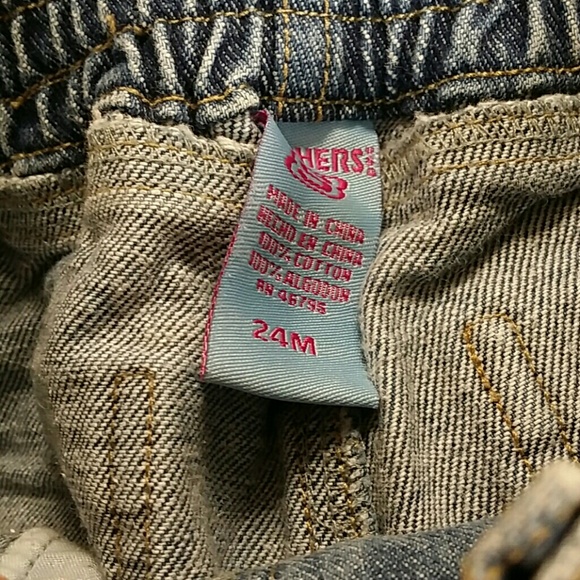 HERS
MADE IN CHINA
HECHO EN CHINA
100% COTTON
100% ALGODON
RN 46795
24M